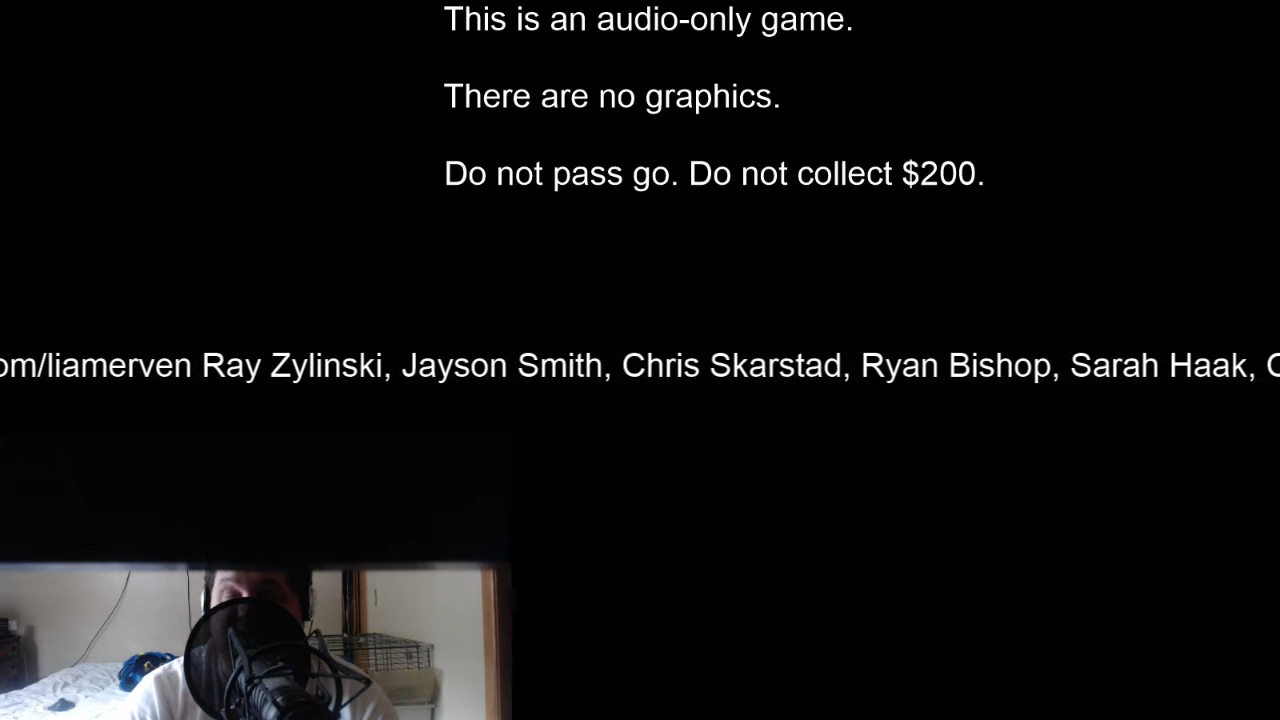 This is an audio-only game.
There are no graphics.
Do not pass go. Do not collect $200.
om/liamerven Ray Zylinski, Jayson Smith, Chris Skarstad, Ryan Bishop, Sarah Haak, C